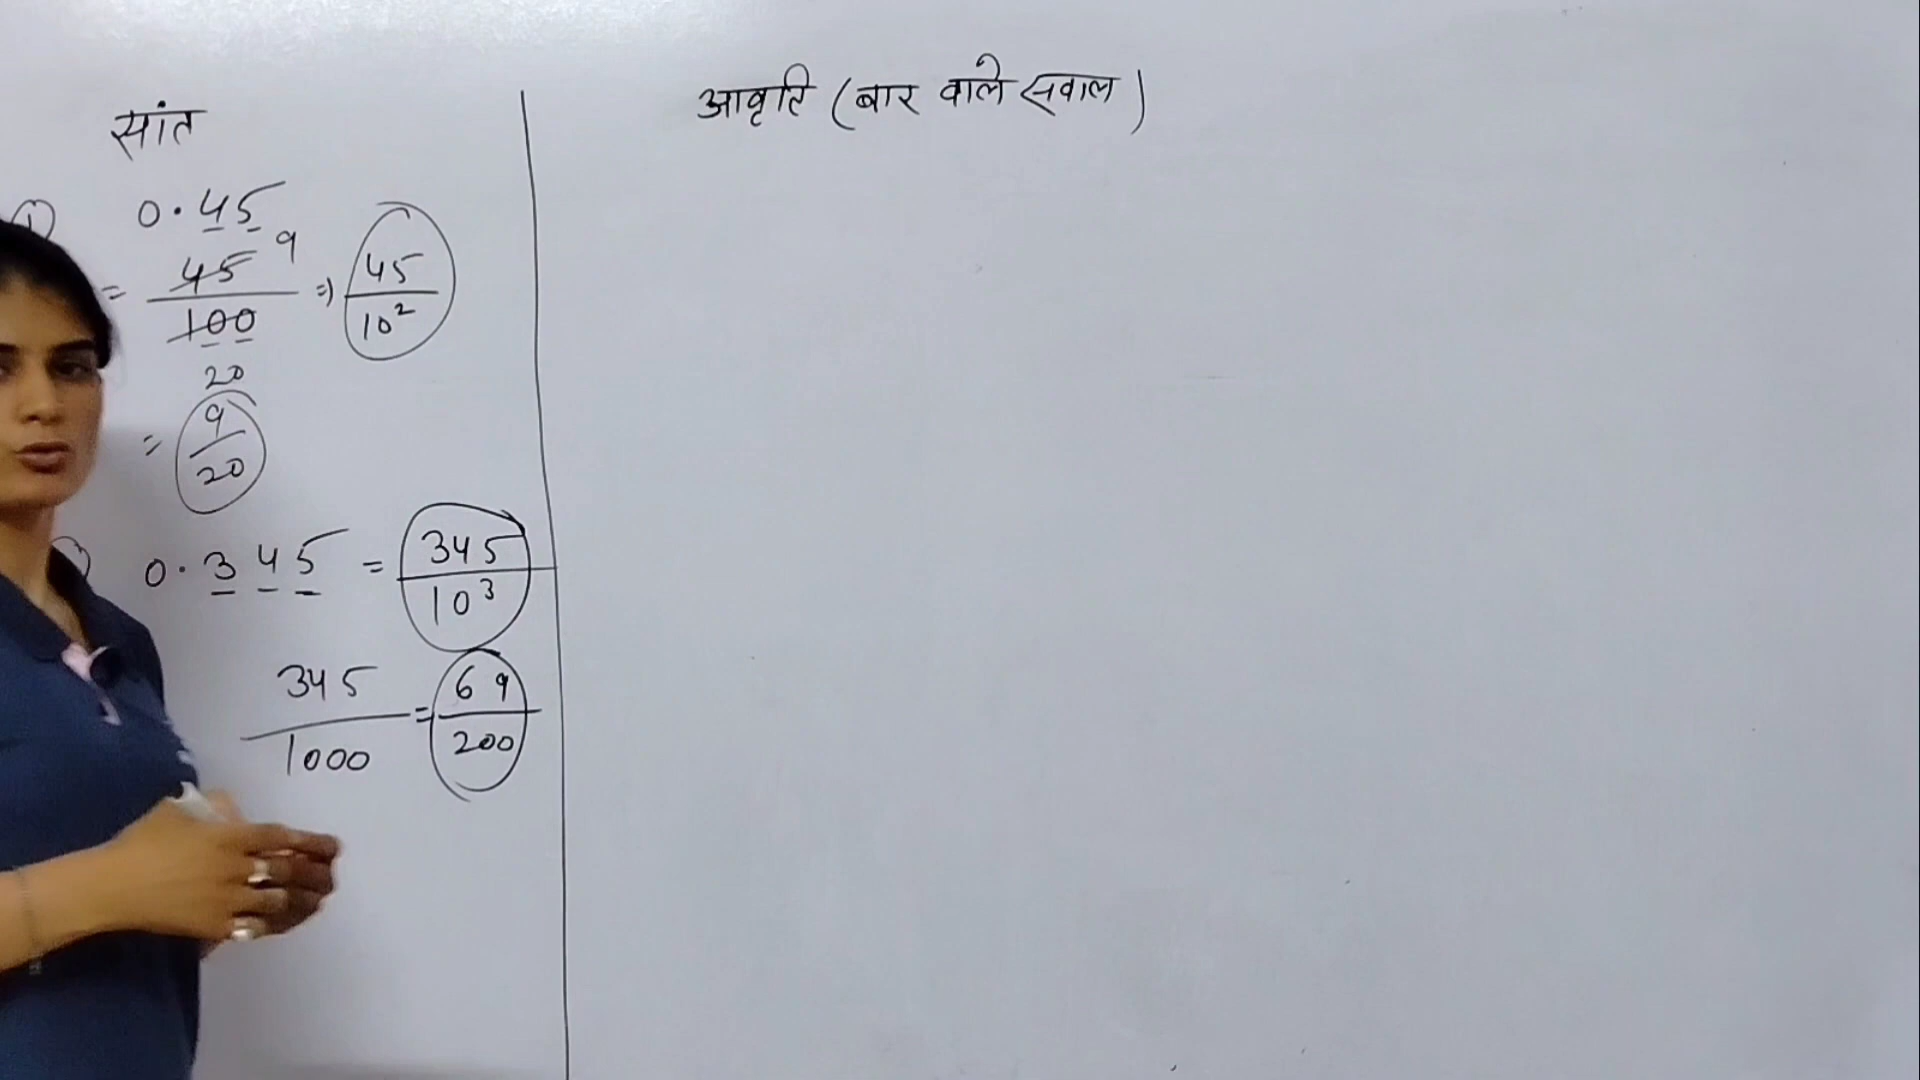 सांत
① 0.45
= 45/100 9 20 ⇒ 45/10²
= 9/20
0.345 = 345/10³
345/1000 = 69/200
आवृति (बार वाले सवाल)